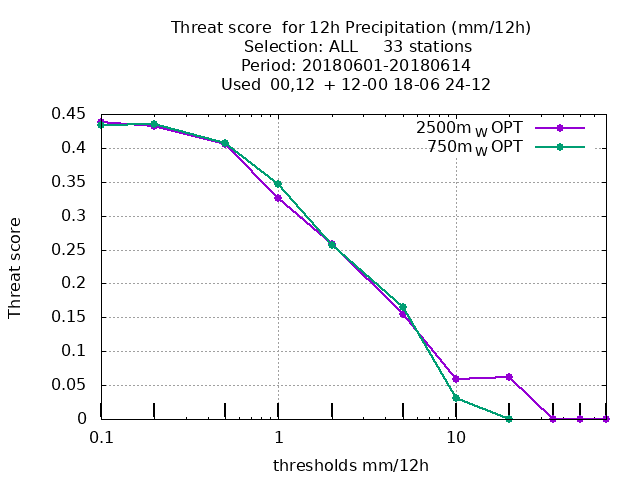 Threat score  for 12h Precipitation (mm/12h)
Selection: ALL     33 stations
Period: 20180601-20180614
Used  00,12  + 12-00 18-06 24-12
2500m_W OPT
750m_W OPT
0.45
0.4
0.35
0.3
0.25
0.2
0.15
0.1
0.05
0
Threat score
0.1 1 10
thresholds mm/12h